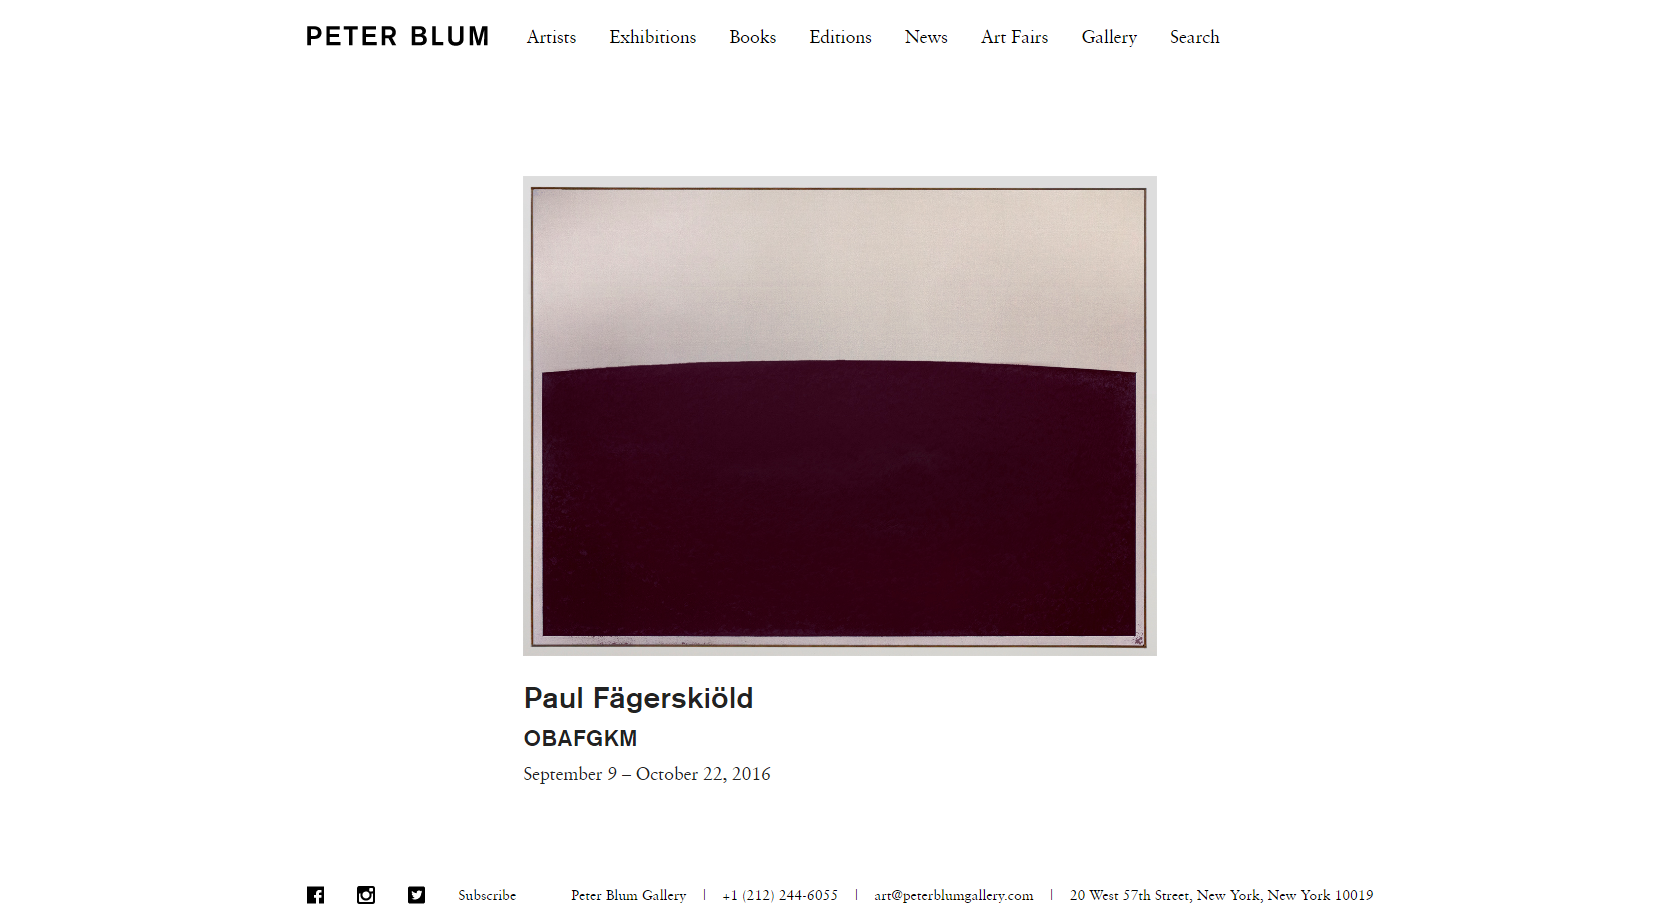 PETER BLUM Artists Exhibitions Books Editions News Art Fairs Gallery Search
Paul Fägerskiöld
OBAFGKM
September 9 – October 22, 2016
Subscribe Peter Blum Gallery | +1 (212) 244-6055 | art@peterblumgallery.com | 20 West 57th Street, New York, New York 10019